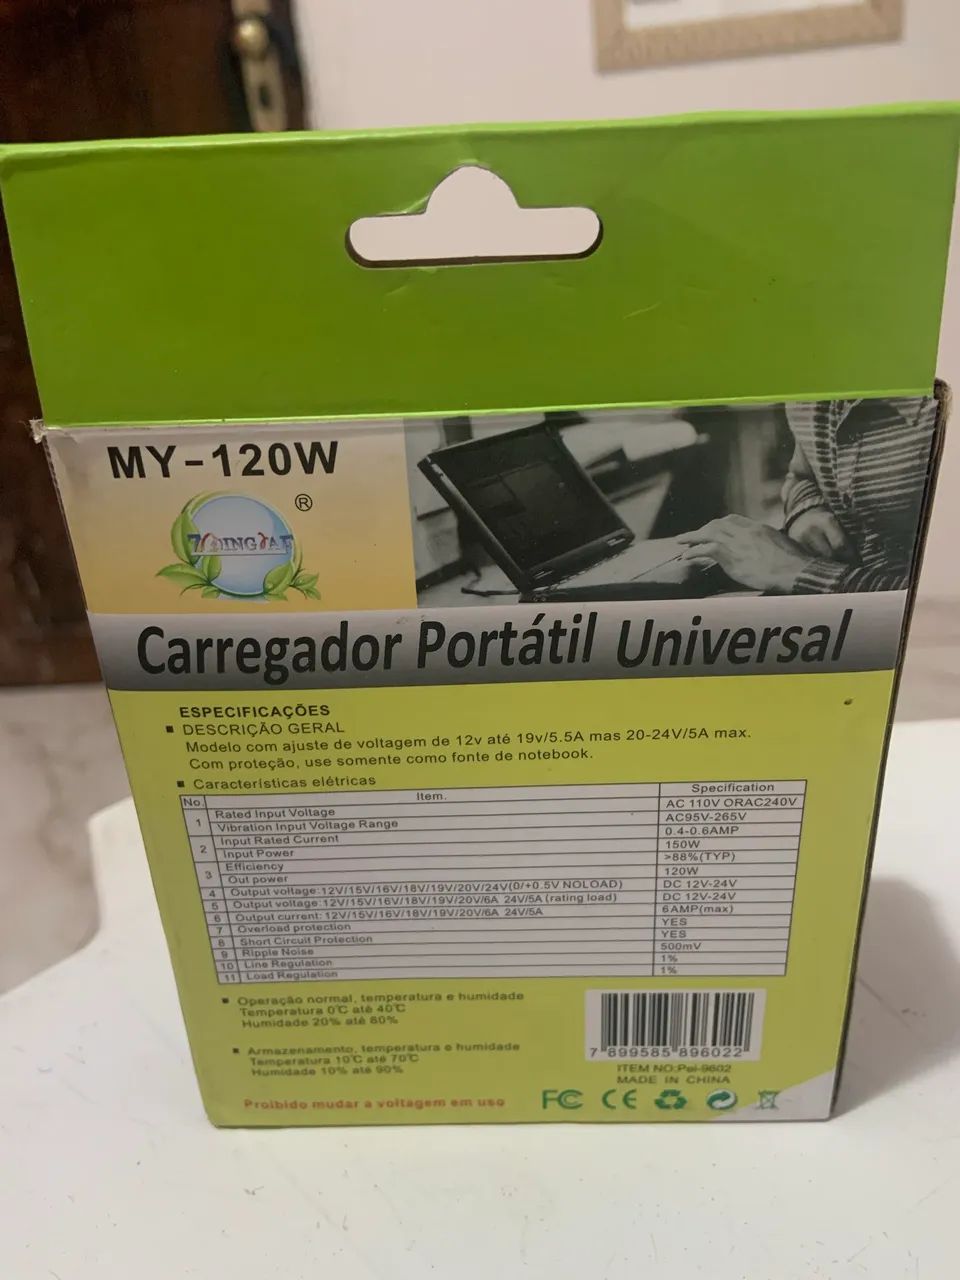 MY-120W
®
Carregador Portátil Universal
ESPECIFICAÇÕES
■ DESCRIÇÃO GERAL
Modelo com ajuste de voltagem de 12v até 19v/5.5A mas 20-24V/5A max.
Com proteção, use somente como fonte de notebook.
■ Características elétricas
No. Item. Specification
1 Rated Input Voltage AC 110V ORAC240V
Vibration Input Voltage Range AC95V-265V
2 Input Rated Current 0.4-0.6AMP
Input Power 150W
3 Efficiency >88%(TYP)
Out power 120W
4 Output voltage:12V/15V/16V/18V/19V/20V/24V(0/+0.5V NOLOAD) DC 12V-24V
5 Output voltage:12V/15V/16V/18V/19V/20V/6A 24V/5A (rating load) DC 12V-24V
6 Output current: 12V/15V/16V/18V/19V/20V/6A 24V/5A 6AMP(max)
7 Overload protection YES
8 Short Circuit Protection YES
9 Ripple Noise 500mV
10 Line Regulation 1%
11 Load Regulation 1%
■ Operação normal, temperatura e humidade
Temperatura 0℃ até 40℃
Humidade 20% até 80%
■ Armazenamento, temperatura e humidade
Temperatura 10℃ até 70℃
Humidade 10% até 90%
Proibido mudar a voltagem em uso
7 899585 896022
ITEM NO:Pei-9602
MADE IN CHINA
FC CE